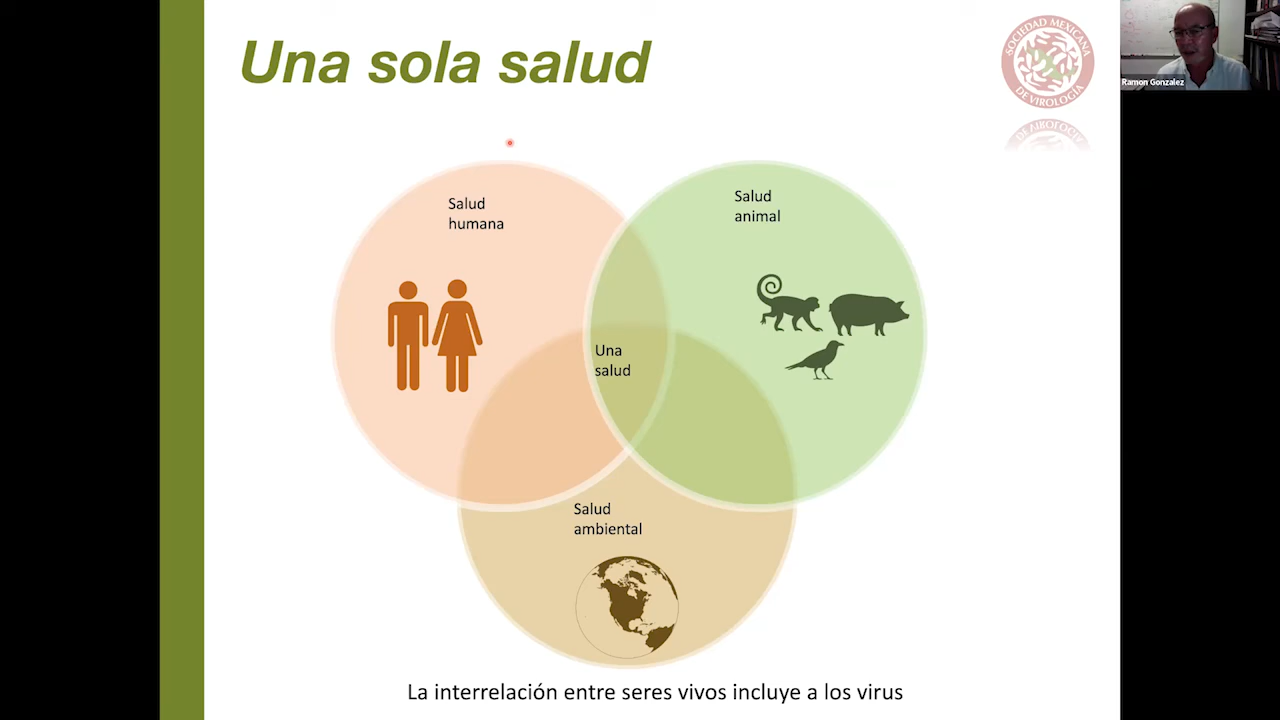 Una sola salud
SOCIEDAD MEXICANA
DE VIROLOGÍA
Ramon Gonzalez
Salud
humana
Salud
animal
Una
salud
Salud
ambiental
La interrelación entre seres vivos incluye a los virus